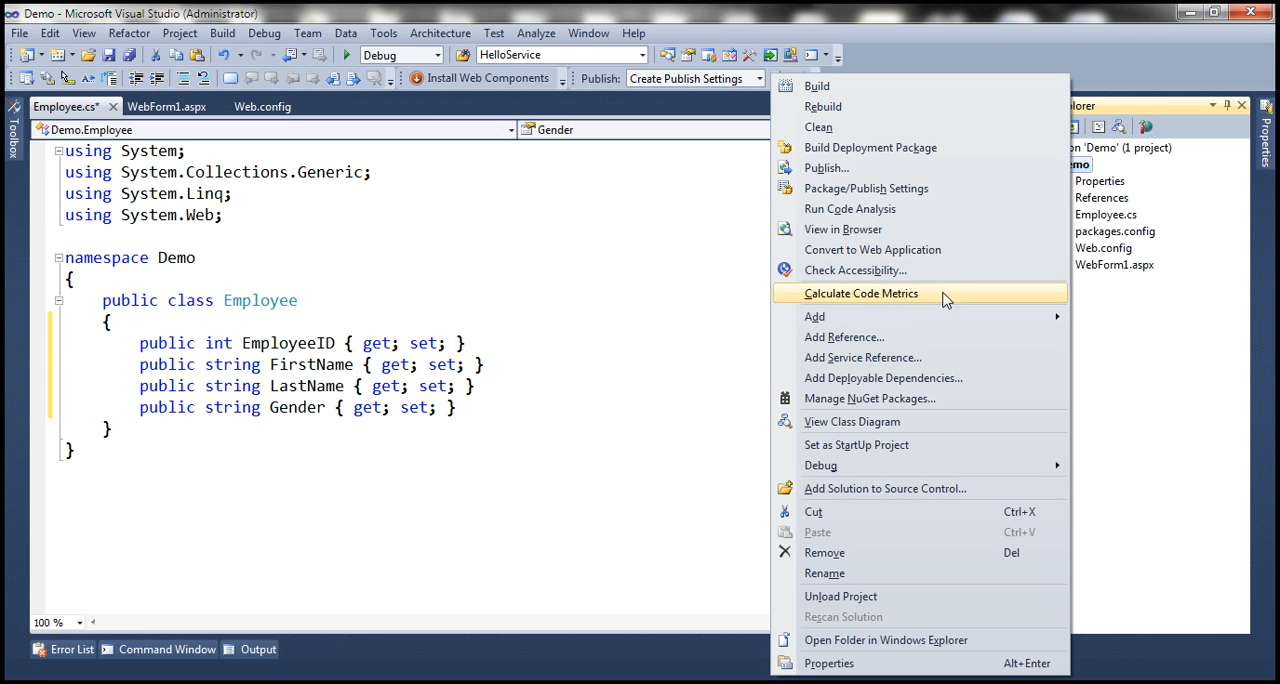 Demo - Microsoft Visual Studio (Administrator)
File Edit View Refactor Project Build Debug Team Data Tools Architecture Test Analyze Window Help
Debug HelloService
Install Web Components Publish: Create Publish Settings
Employee.cs* WebForm1.aspx Web.config
Demo.Employee Gender
Toolbox
using System;
using System.Collections.Generic;
using System.Linq;
using System.Web;
namespace Demo
{
public class Employee
{
public int EmployeeID { get; set; }
public string FirstName { get; set; }
public string LastName { get; set; }
public string Gender { get; set; }
}
}
100 %
Error List Command Window Output
Build
Rebuild
Clean
Build Deployment Package
Publish...
Package/Publish Settings
Run Code Analysis
View in Browser
Convert to Web Application
Check Accessibility...
Calculate Code Metrics
Add
Add Reference...
Add Service Reference...
Add Deployable Dependencies...
Manage NuGet Packages...
View Class Diagram
Set as StartUp Project
Debug
Add Solution to Source Control...
Cut Ctrl+X
Paste Ctrl+V
Remove Del
Rename
Unload Project
Rescan Solution
Open Folder in Windows Explorer
Properties Alt+Enter
plorer
on 'Demo' (1 project)
emo
Properties
References
Employee.cs
packages.config
Web.config
WebForm1.aspx
Properties